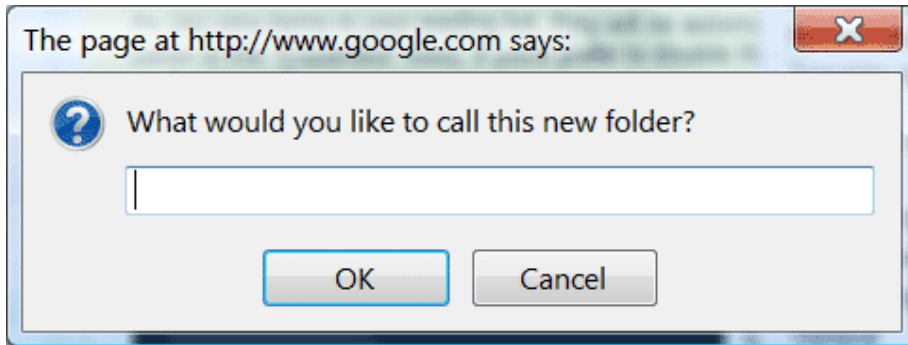 The page at http://www.google.com says:
What would you like to call this new folder?
OK
Cancel